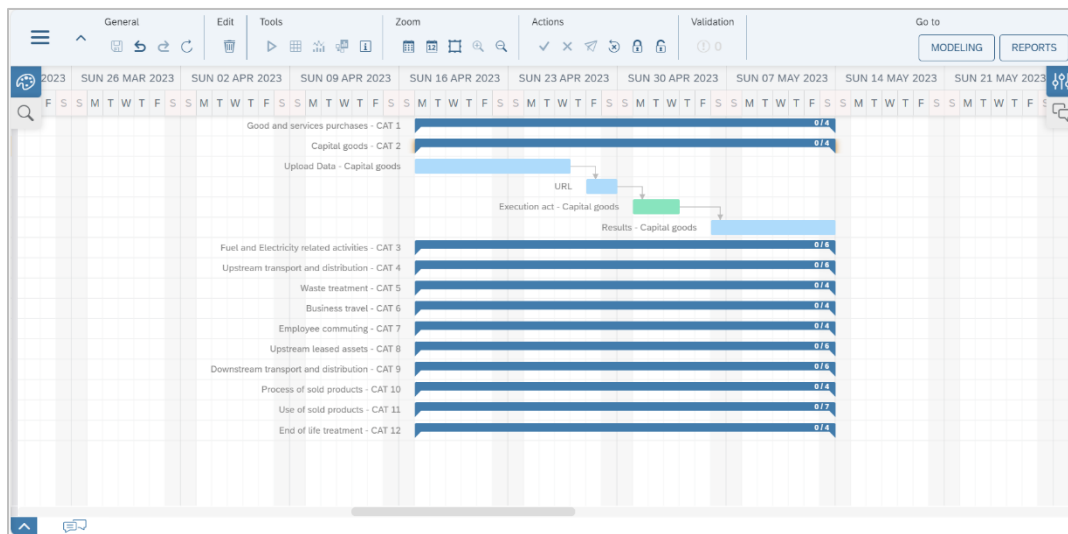 General Edit Tools Zoom Actions Validation Go to
12 0 MODELING REPORTS
2023 SUN 26 MAR 2023 SUN 02 APR 2023 SUN 09 APR 2023 SUN 16 APR 2023 SUN 23 APR 2023 SUN 30 APR 2023 SUN 07 MAY 2023 SUN 14 MAY 2023 SUN 21 MAY 2023
F S S M T W T F S S M T W T F S S M T W T F S S M T W T F S S M T W T F S S M T W T F S S M T W T F S S M T W T F S S M T W T F S
Good and services purchases - CAT 1 0/4
Capital goods - CAT 2 0/4
Upload Data - Capital goods
URL
Execution act - Capital goods
Results - Capital goods
Fuel and Electricity related activities - CAT 3 0/6
Upstream transport and distribution - CAT 4 0/6
Waste treatment - CAT 5 0/4
Business travel - CAT 6 0/4
Employee commuting - CAT 7 0/4
Upstream leased assets - CAT 8 0/6
Downstream transport and distribution - CAT 9 0/6
Process of sold products - CAT 10 0/4
Use of sold products - CAT 11 0/7
End of life treatment - CAT 12 0/4